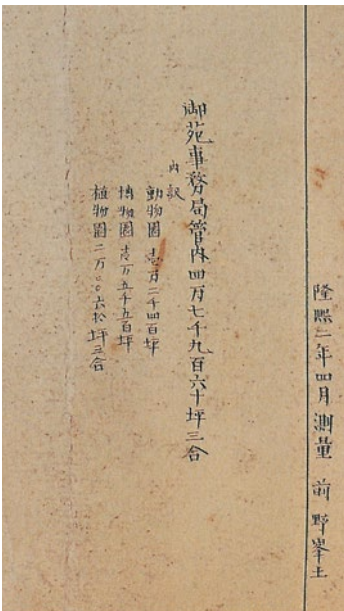 隆熙二年四月測量 前野峯土
御苑事務局管内四万七千九百六十坪三合
内訳
動物園 壱万二千四百坪
博物園 壱万五千五百坪
植物園 二万〇〇六拾坪三合